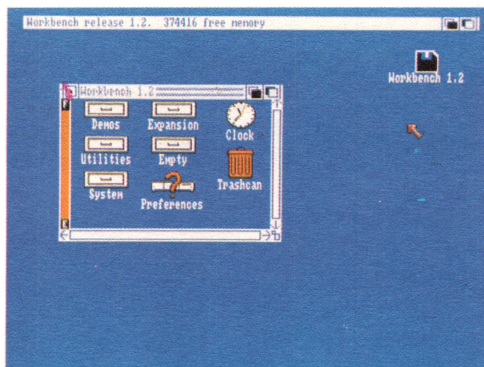 Workbench release 1.2. 374416 free memory
Workbench 1.2
Workbench 1.2
Demos
Expansion
Clock
Utilities
Empty
Trashcan
System
Preferences